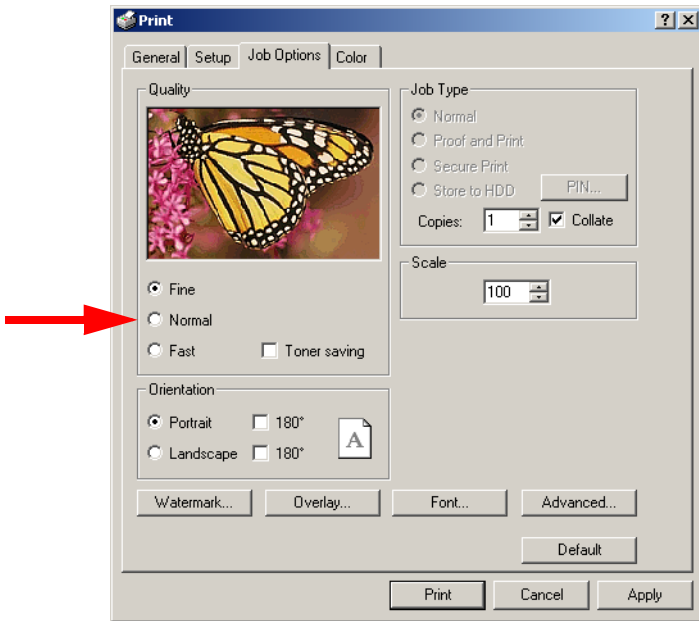 Print
General Setup Job Options Color
Quality
Fine
Normal
Fast Toner saving
Orientation
Portrait 180°
Landscape 180°
A
Job Type
Normal
Proof and Print
Secure Print
Store to HDD PIN...
Copies: 1 Collate
Scale
100
Watermark... Overlay... Font... Advanced...
Default
Print Cancel Apply